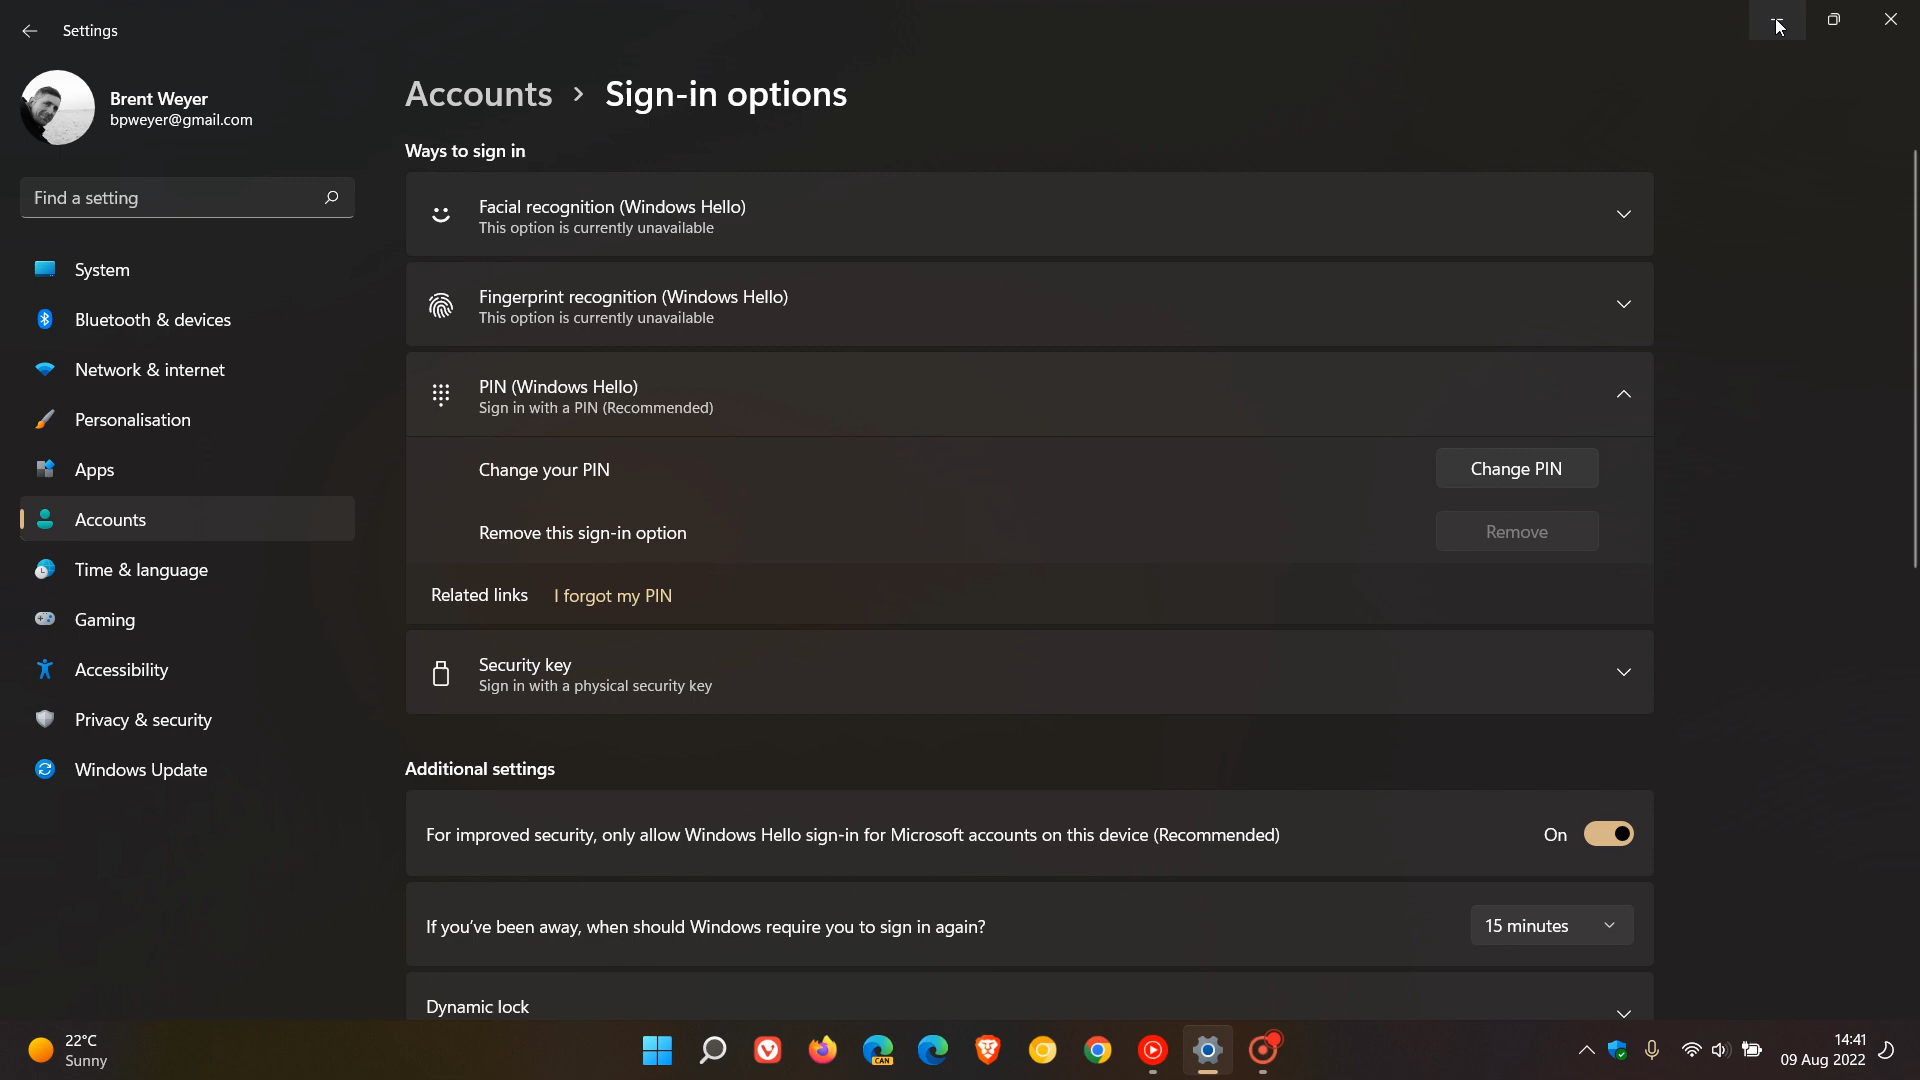 Settings
Brent Weyer
bpweyer@gmail.com
Find a setting
System
Bluetooth & devices
Network & internet
Personalisation
Apps
Accounts
Time & language
Gaming
Accessibility
Privacy & security
Windows Update
Accounts > Sign-in options
Ways to sign in
Facial recognition (Windows Hello)
This option is currently unavailable
Fingerprint recognition (Windows Hello)
This option is currently unavailable
PIN (Windows Hello)
Sign in with a PIN (Recommended)
Change your PIN
Change PIN
Remove this sign-in option
Remove
Related links I forgot my PIN
Security key
Sign in with a physical security key
Additional settings
For improved security, only allow Windows Hello sign-in for Microsoft accounts on this device (Recommended)
On
If you've been away, when should Windows require you to sign in again?
15 minutes
Dynamic lock
22°C
Sunny
CAN
14:41
09 Aug 2022